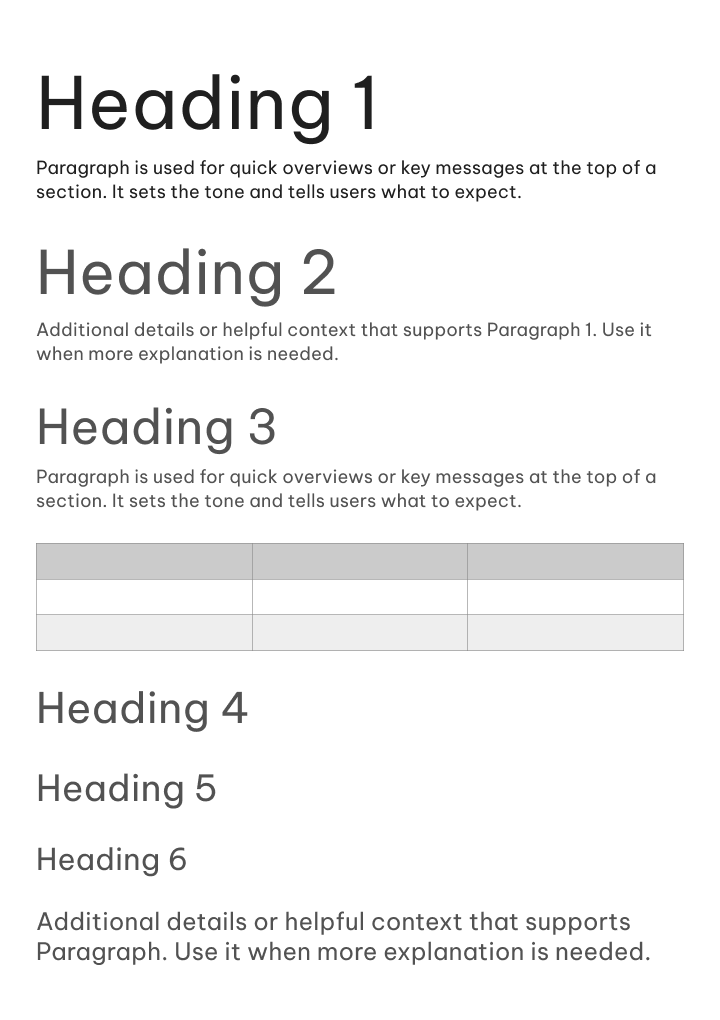 Heading 1
Paragraph is used for quick overviews or key messages at the top of a
section. It sets the tone and tells users what to expect.
Heading 2
Additional details or helpful context that supports Paragraph 1. Use it
when more explanation is needed.
Heading 3
Paragraph is used for quick overviews or key messages at the top of a
section. It sets the tone and tells users what to expect.
Heading 4
Heading 5
Heading 6
Additional details or helpful context that supports
Paragraph. Use it when more explanation is needed.